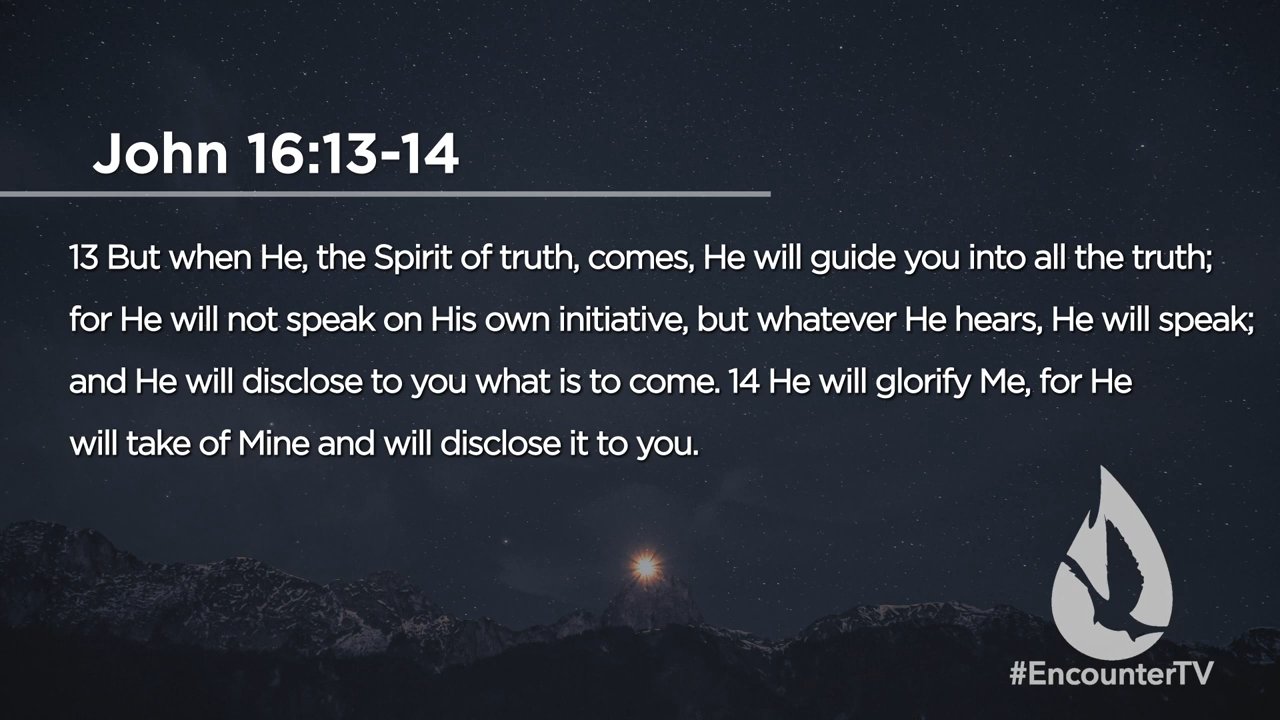 John 16:13-14
13 But when He, the Spirit of truth, comes, He will guide you into all the truth;
for He will not speak on His own initiative, but whatever He hears, He will speak;
and He will disclose to you what is to come. 14 He will glorify Me, for He
will take of Mine and will disclose it to you.
#EncounterTV